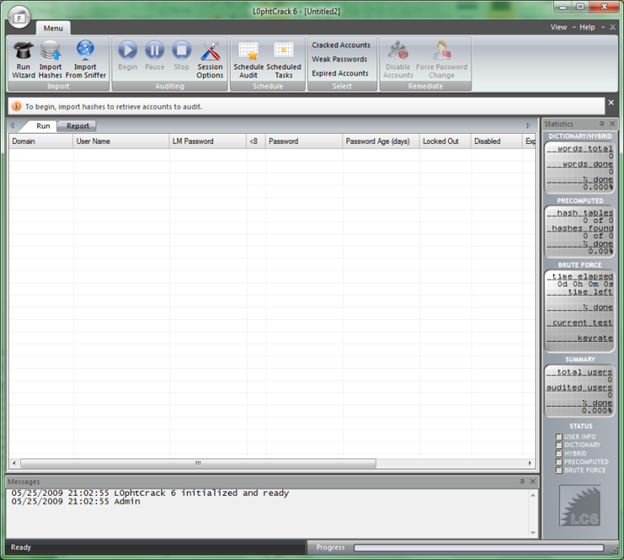 L0phtCrack 6 - [Untitled2]
Menu
View
Help
Run Wizard
Import Hashes
Import From Sniffer
Import
Begin
Pause
Stop
Session Options
Auditing
Schedule Audit
Scheduled Tasks
Schedule
Cracked Accounts
Weak Passwords
Expired Accounts
Select
Disable Accounts
Force Password Change
Remediate
To begin, import hashes to retrieve accounts to audit.
Run
Report
Domain
User Name
LM Password
<8
Password
Password Age (days)
Locked Out
Disabled
Exp
Statistics
DICTIONARY/HYBRID
words total
0
words done
0
% done
0.000%
PRECOMPUTED
hash tables
0 of 0
hashes found
0 of 0
% done
0.000%
BRUTE FORCE
time elapsed
0d 0h 0m 0s
time left
% done
current test
keyrate
SUMMARY
total users
0
audited users
0
% done
0.000%
STATUS
USER INFO
DICTIONARY
HYBRID
PRECOMPUTED
BRUTE FORCE
LC6
Messages
05/25/2009 21:02:55 L0phtCrack 6 initialized and ready
05/25/2009 21:02:55 Admin
Ready
Progress